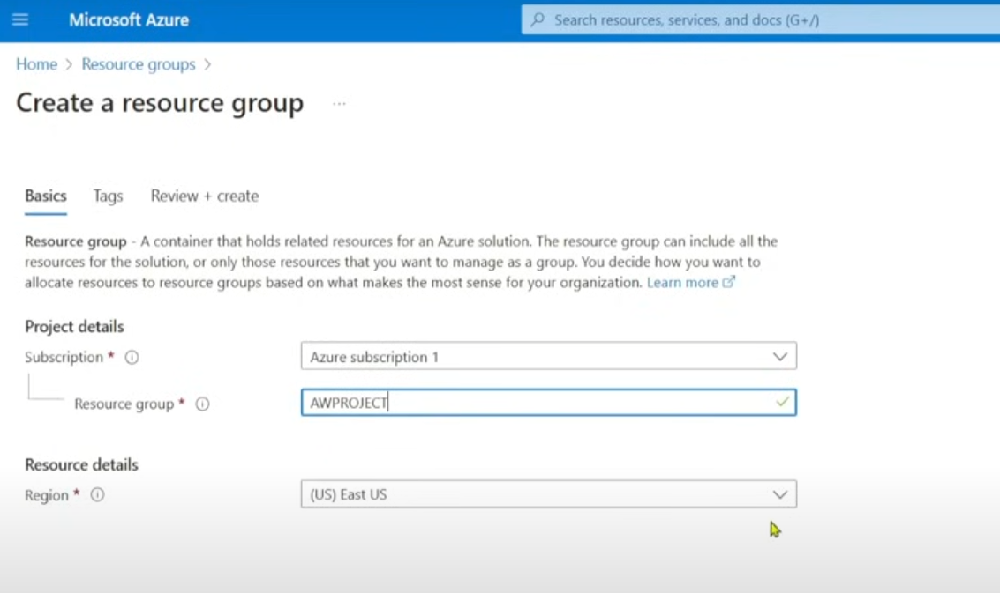 Microsoft Azure
Search resources, services, and docs (G+/)
Home > Resource groups >
Create a resource group ...
Basics Tags Review + create
Resource group - A container that holds related resources for an Azure solution. The resource group can include all the
resources for the solution, or only those resources that you want to manage as a group. You decide how you want to
allocate resources to resource groups based on what makes the most sense for your organization. Learn more
Project details
Subscription * Azure subscription 1
Resource group * AWPROJECT
Resource details
Region * (US) East US